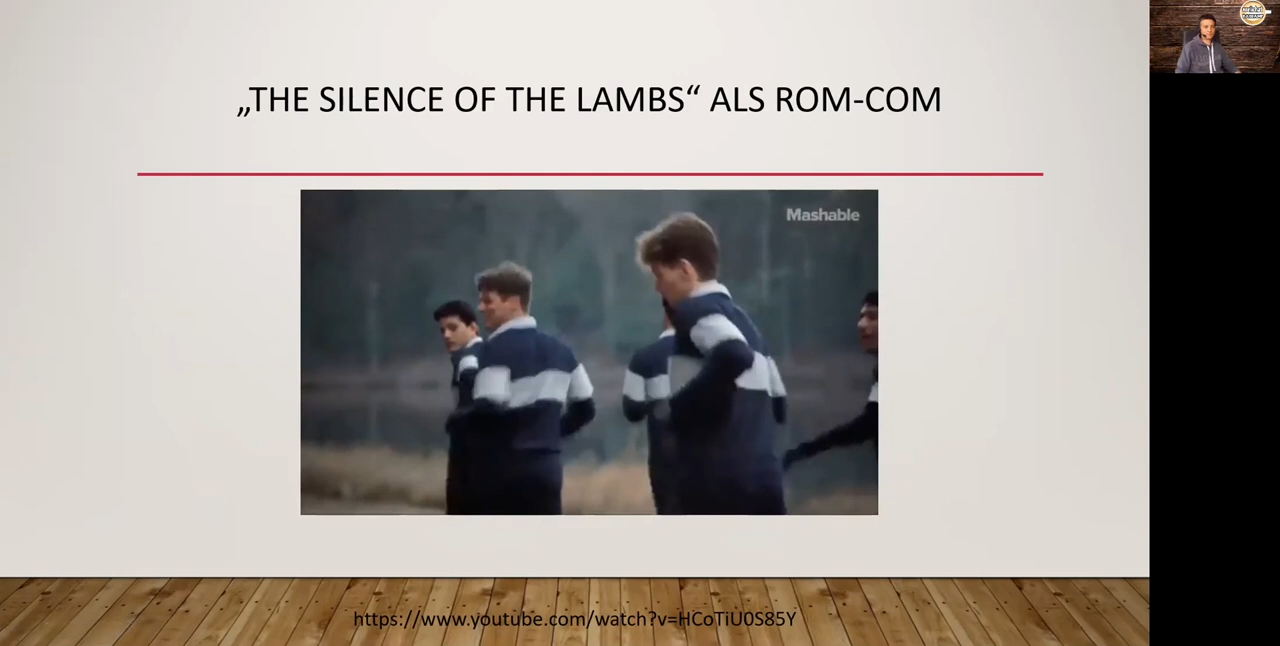 „THE SILENCE OF THE LAMBS“ ALS ROM-COM
Mashable
https://www.youtube.com/watch?v=HCoTiU0S85Y